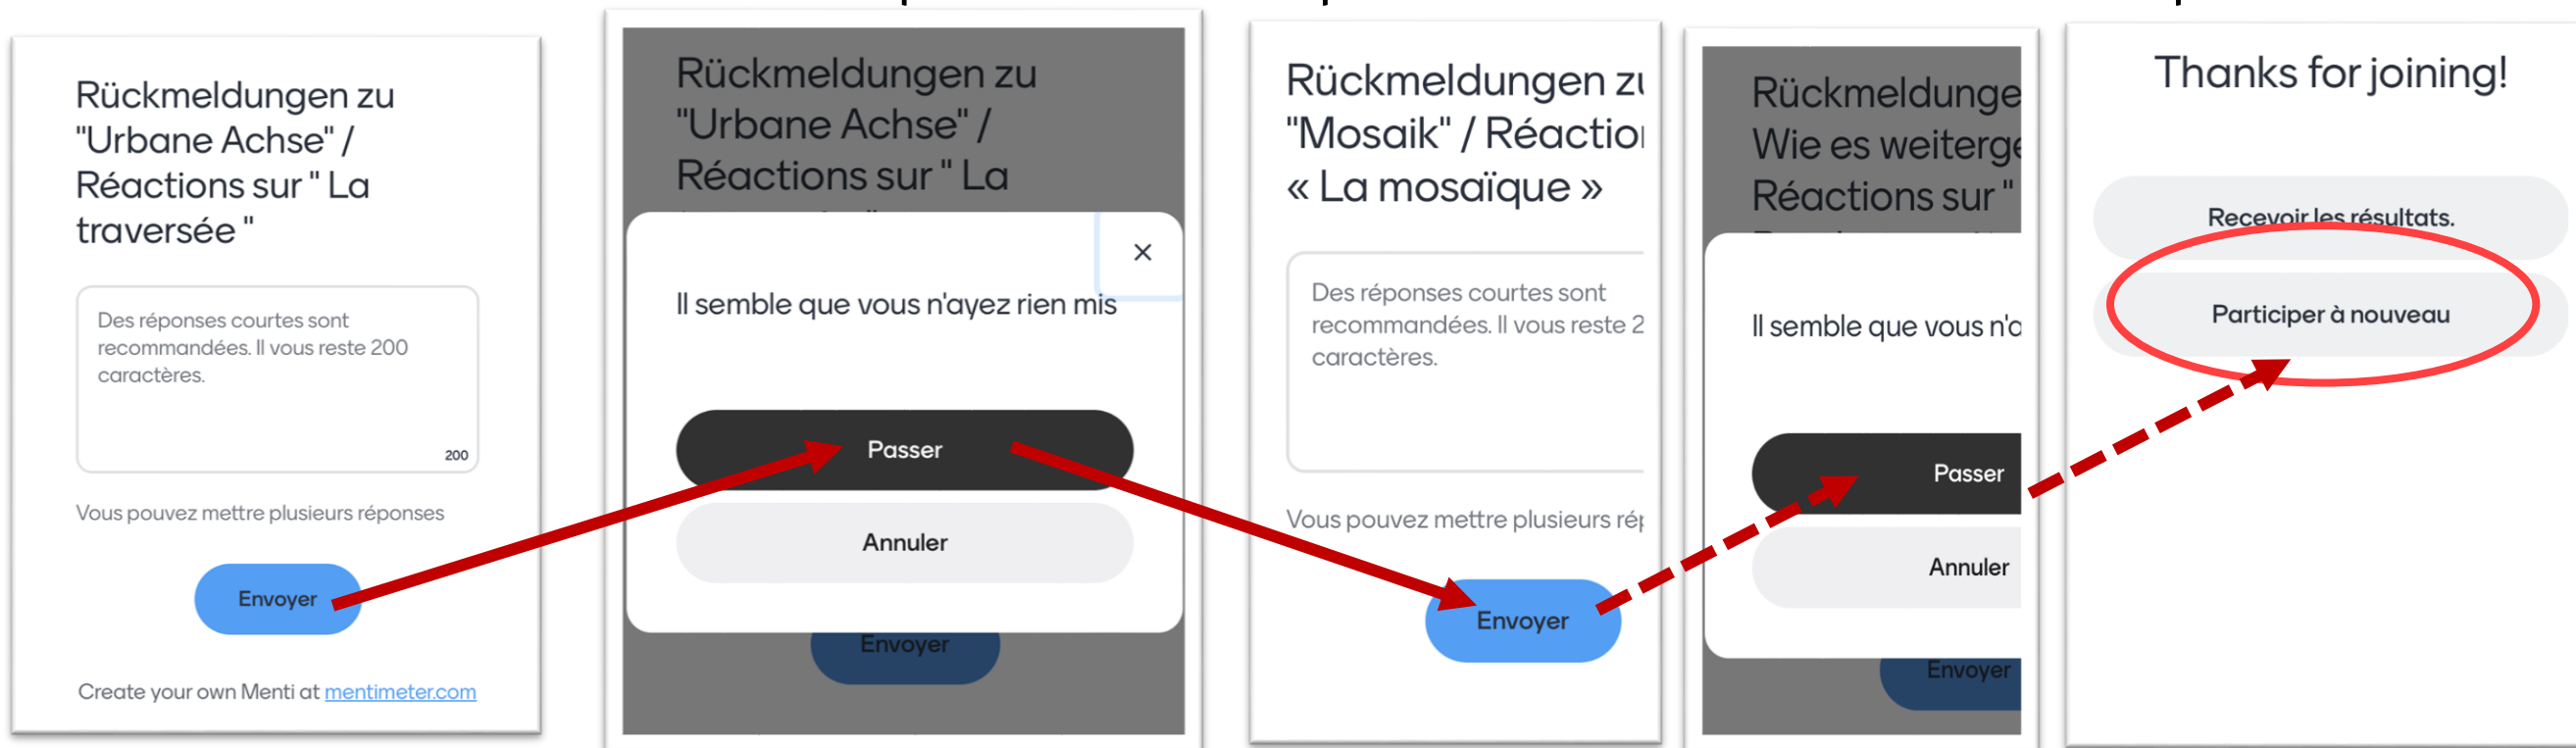 Rückmeldungen zu
"Urbane Achse" /
Réactions sur " La
traversée "
Des réponses courtes sont
recommandées. Il vous reste 200
caractères.
200
Vous pouvez mettre plusieurs réponses
Envoyer
Create your own Menti at mentimeter.com
Rückmeldungen zu
"Urbane Achse" /
Réactions sur " La
Il semble que vous n'ayez rien mis
Passer
Annuler
Envoyer
Rückmeldungen zu
"Mosaik" / Réaction
« La mosaïque »
Des réponses courtes sont
recommandées. Il vous reste 2
caractères.
Vous pouvez mettre plusieurs rép
Envoyer
Rückmeldunge
Wie es weiterge
Réactions sur "
Il semble que vous n'a
Passer
Annuler
Envoyer
Thanks for joining!
Recevoir les résultats.
Participer à nouveau